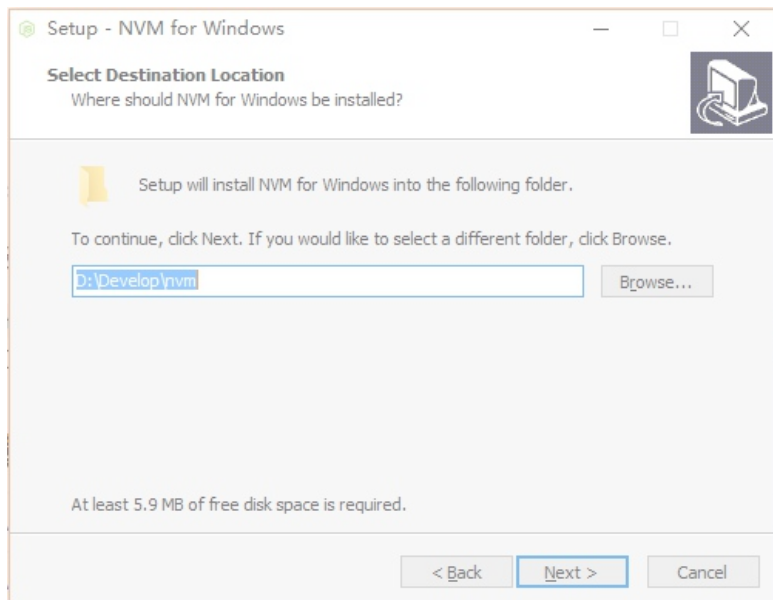 Setup - NVM for Windows
Select Destination Location
Where should NVM for Windows be installed?
Setup will install NVM for Windows into the following folder.
To continue, click Next. If you would like to select a different folder, click Browse.
D:\Develop\nvm
Browse...
At least 5.9 MB of free disk space is required.
< Back
Next >
Cancel